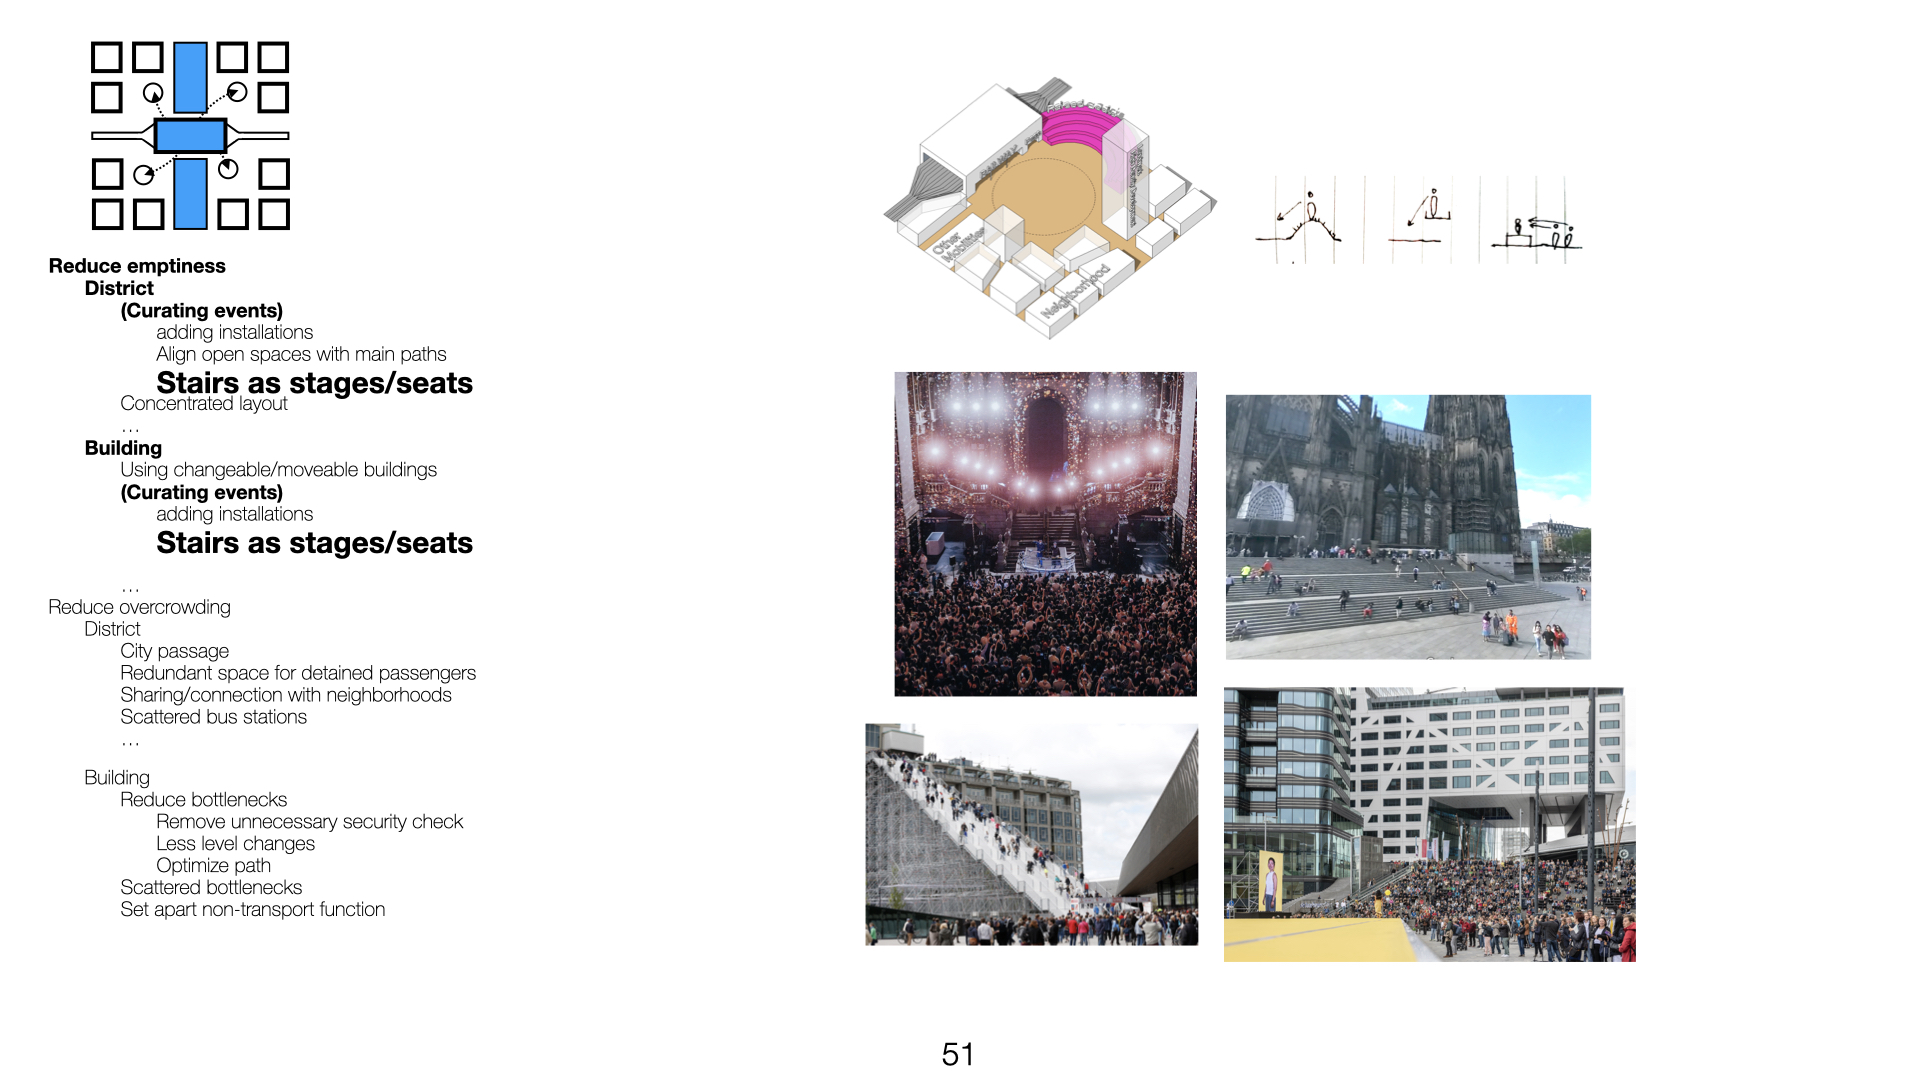 Reduce emptiness
District
(Curating events)
adding installations
Align open spaces with main paths
Stairs as stages/seats
Concentrated layout
…
Building
Using changeable/moveable buildings
(Curating events)
adding installations
Stairs as stages/seats
…
Reduce overcrowding
District
City passage
Redundant space for detained passengers
Sharing/connection with neighborhoods
Scattered bus stations
…
Building
Reduce bottlenecks
Remove unnecessary security check
Less level changes
Optimize path
Scattered bottlenecks
Set apart non-transport function
Other
Mobilities
Neighborhood
51